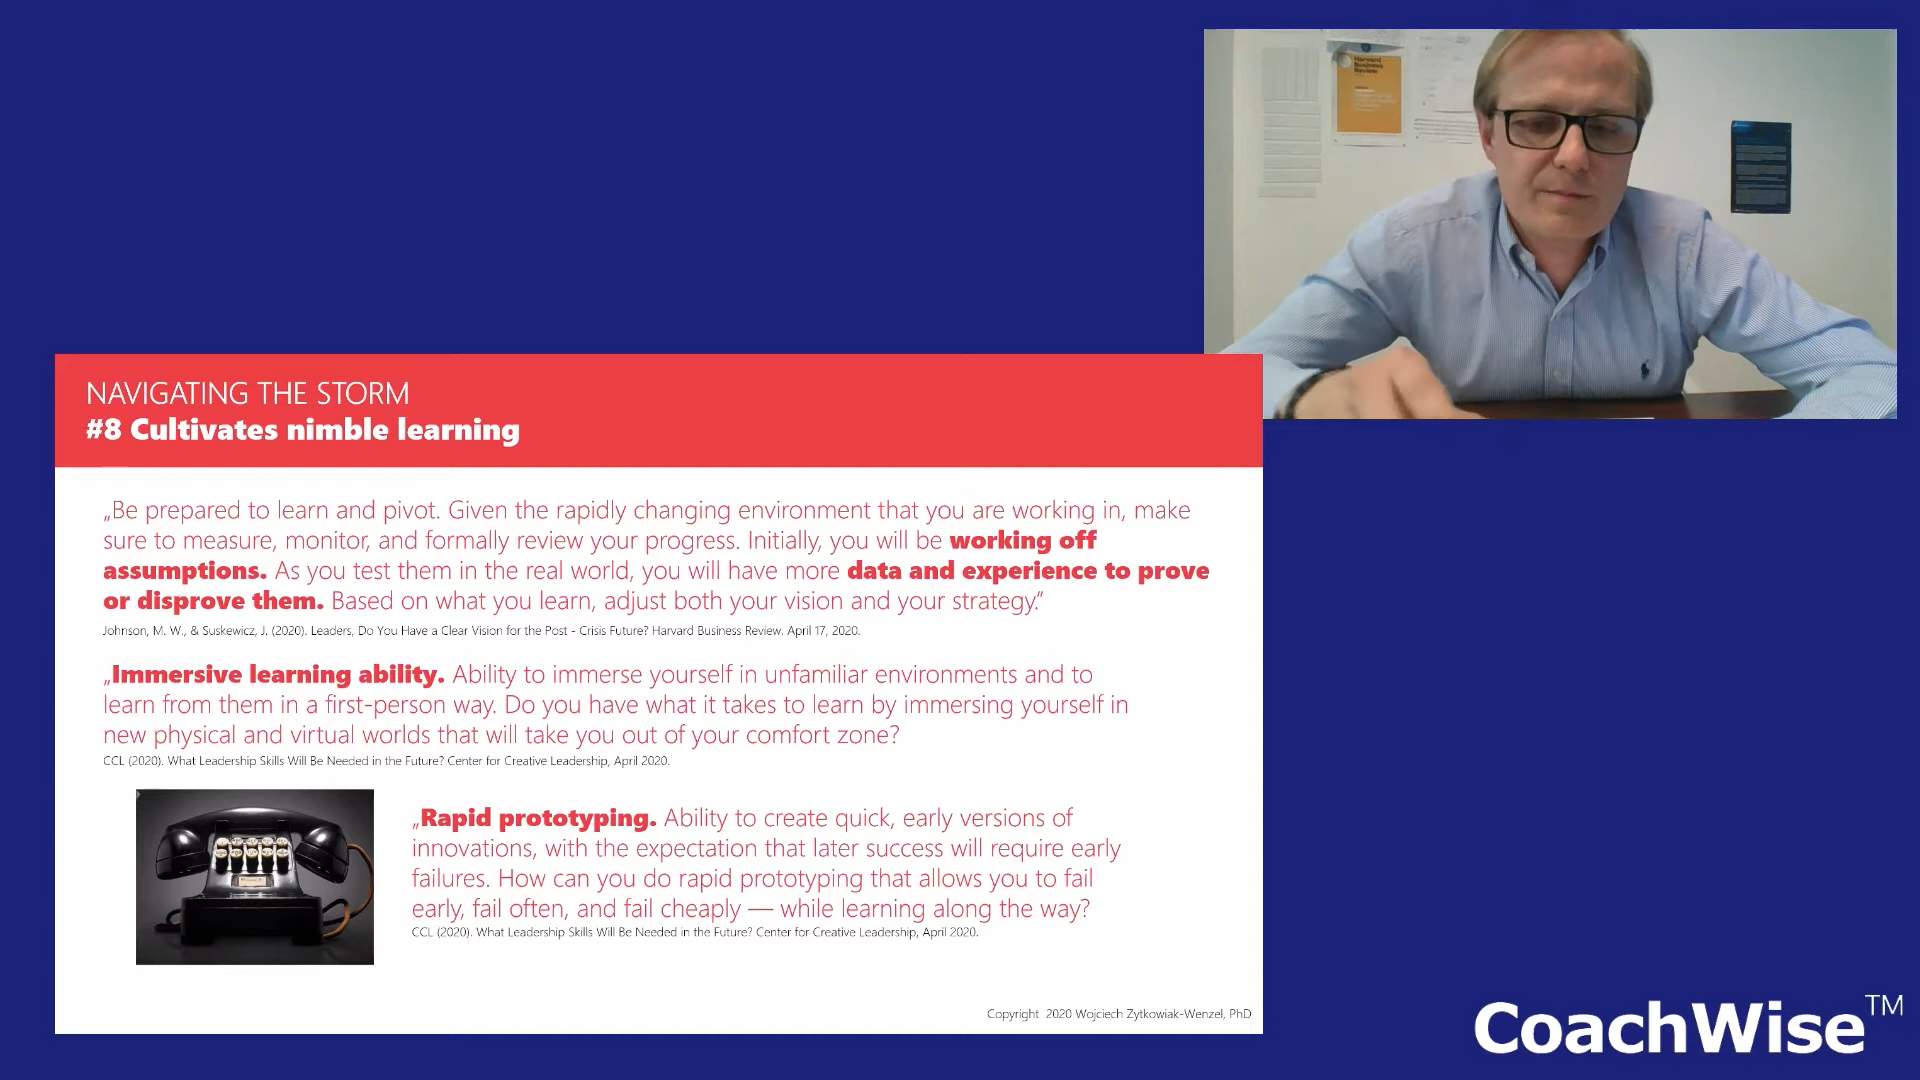 Harvard
Business
Review
NAVIGATING THE STORM
#8 Cultivates nimble learning
„Be prepared to learn and pivot. Given the rapidly changing environment that you are working in, make
sure to measure, monitor, and formally review your progress. Initially, you will be working off
assumptions. As you test them in the real world, you will have more data and experience to prove
or disprove them. Based on what you learn, adjust both your vision and your strategy.”
Johnson, M. W., & Suskewicz, J. (2020). Leaders, Do You Have a Clear Vision for the Post - Crisis Future? Harvard Business Review. April 17, 2020.
„Immersive learning ability. Ability to immerse yourself in unfamiliar environments and to
learn from them in a first-person way. Do you have what it takes to learn by immersing yourself in
new physical and virtual worlds that will take you out of your comfort zone?
CCL (2020). What Leadership Skills Will Be Needed in the Future? Center for Creative Leadership, April 2020.
„Rapid prototyping. Ability to create quick, early versions of
innovations, with the expectation that later success will require early
failures. How can you do rapid prototyping that allows you to fail
early, fail often, and fail cheaply — while learning along the way?
CCL (2020). What Leadership Skills Will Be Needed in the Future? Center for Creative Leadership, April 2020.
Copyright 2020 Wojciech Zytkowiak-Wenzel, PhD
CoachWise™